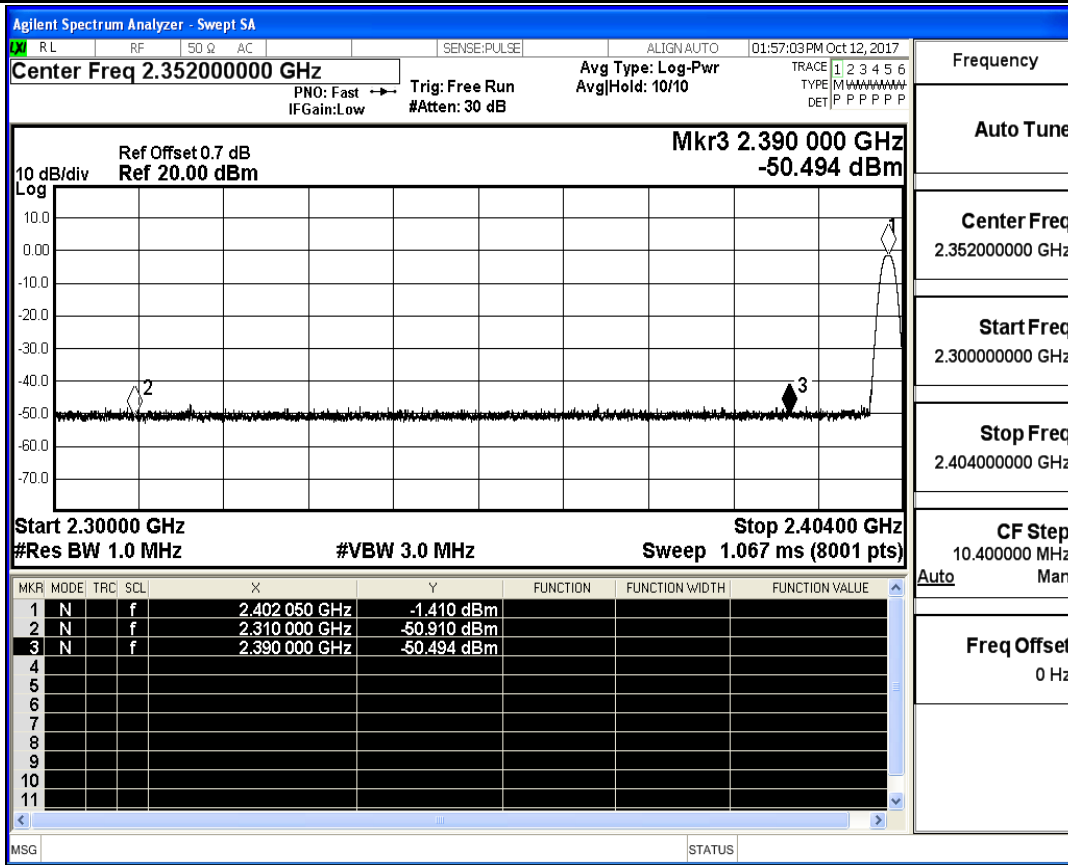 Agilent Spectrum Analyzer - Swept SA
LXI RL RF 50 Ω AC SENSE:PULSE ALIGN AUTO 01:57:03 PM Oct 12, 2017
Center Freq 2.352000000 GHz
PNO: Fast
IFGain:Low
Trig: Free Run
#Atten: 30 dB
Avg Type: Log-Pwr
Avg|Hold: 10/10
TRACE 1 2 3 4 5 6
TYPE M WWWWW
DET P P P P P P
Mkr3 2.390 000 GHz
-50.494 dBm
Ref Offset 0.7 dB
10 dB/div Ref 20.00 dBm
Log
10.0
0.00
-10.0
-20.0
-30.0
-40.0
-50.0
-60.0
-70.0
1
2
3
Start 2.30000 GHz Stop 2.40400 GHz
#Res BW 1.0 MHz #VBW 3.0 MHz Sweep 1.067 ms (8001 pts)
MKR MODE TRC SCL X Y FUNCTION FUNCTION WIDTH FUNCTION VALUE
1 N f 2.402 050 GHz -1.410 dBm
2 N f 2.310 000 GHz -50.910 dBm
3 N f 2.390 000 GHz -50.494 dBm
4
5
6
7
8
9
10
11
MSG STATUS
Frequency
Auto Tune
Center Freq
2.352000000 GHz
Start Freq
2.300000000 GHz
Stop Freq
2.404000000 GHz
CF Step
10.400000 MHz
Auto Man
Freq Offset
0 Hz